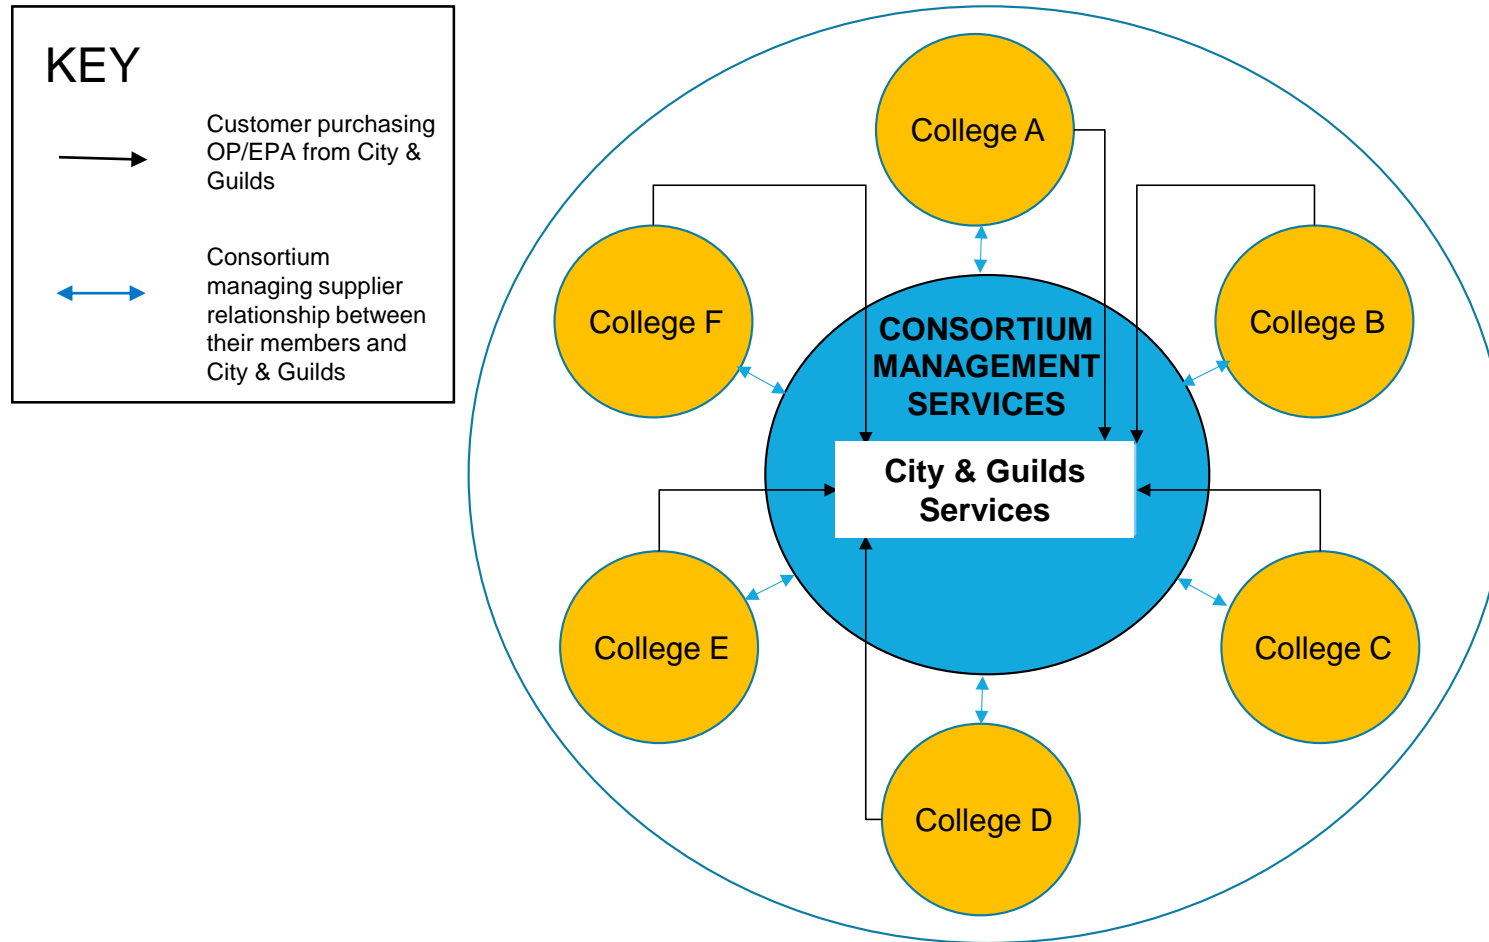 KEY
Customer purchasing
OP/EPA from City &
Guilds
Consortium
managing supplier
relationship between
their members and
City & Guilds
College A
College F
College B
CONSORTIUM
MANAGEMENT
SERVICES
City & Guilds
Services
College E
College C
College D